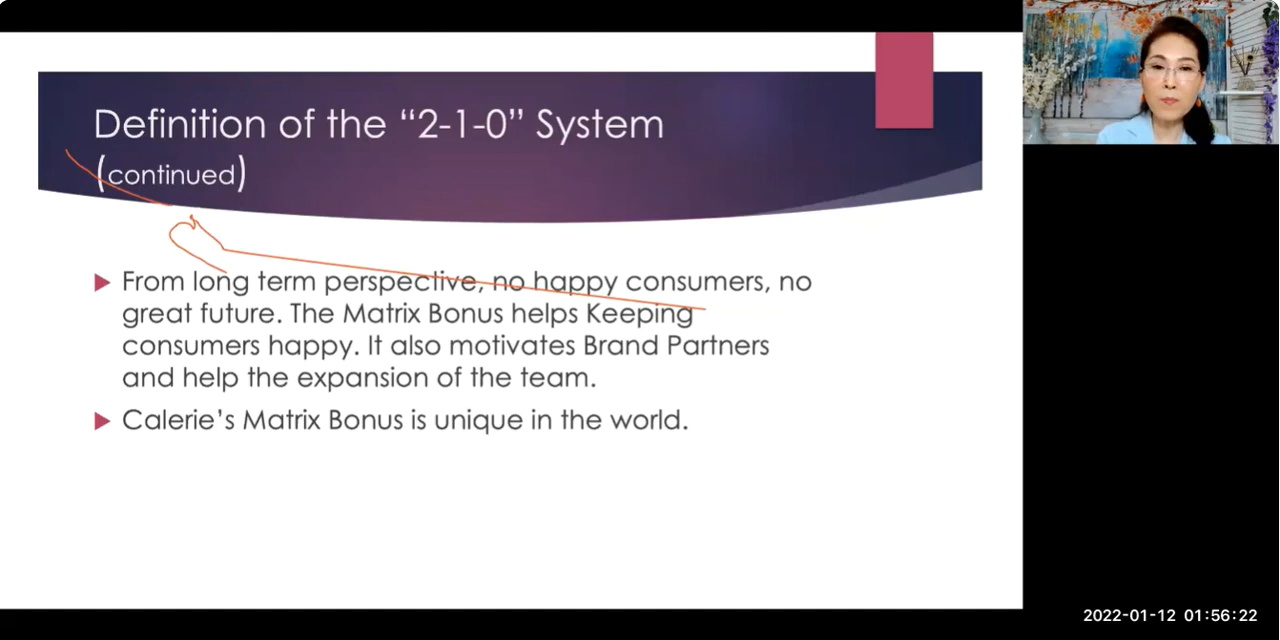 Definition of the “2-1-0” System
(continued)
From long term perspective, no happy consumers, no
great future. The Matrix Bonus helps Keeping
consumers happy. It also motivates Brand Partners
and help the expansion of the team.
Calerie’s Matrix Bonus is unique in the world.
2022-01-12 01:56:22